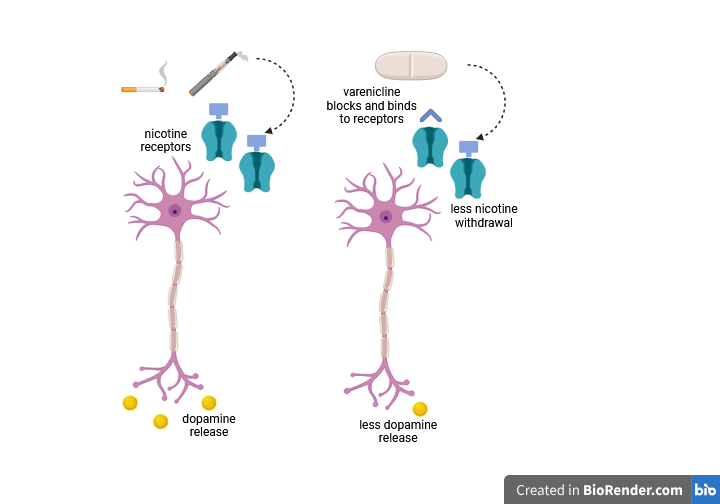 varenicline
blocks and binds
to receptors
nicotine
receptors
less nicotine
withdrawal
dopamine
release
less dopamine
release
Created in BioRender.com bio